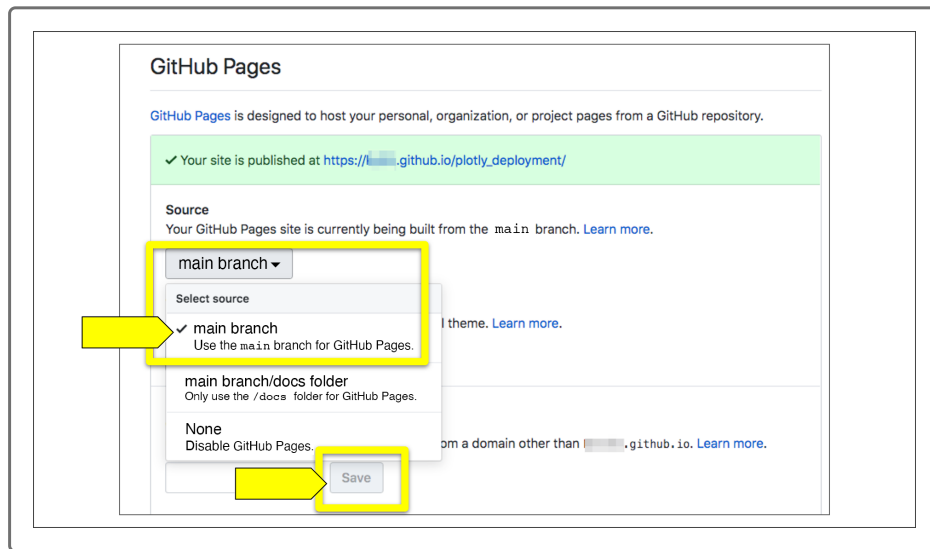 GitHub Pages
GitHub Pages is designed to host your personal, organization, or project pages from a GitHub repository.
✓ Your site is published at https:// .github.io/plotly_deployment/
Source
Your GitHub Pages site is currently being built from the main branch. Learn more.
main branch
Select source
✓ main branch
Use the main branch for GitHub Pages.
theme. Learn more.
main branch/docs folder
Only use the /docs folder for GitHub Pages.
None
Disable GitHub Pages.
a domain other than .github.io. Learn more.
Save